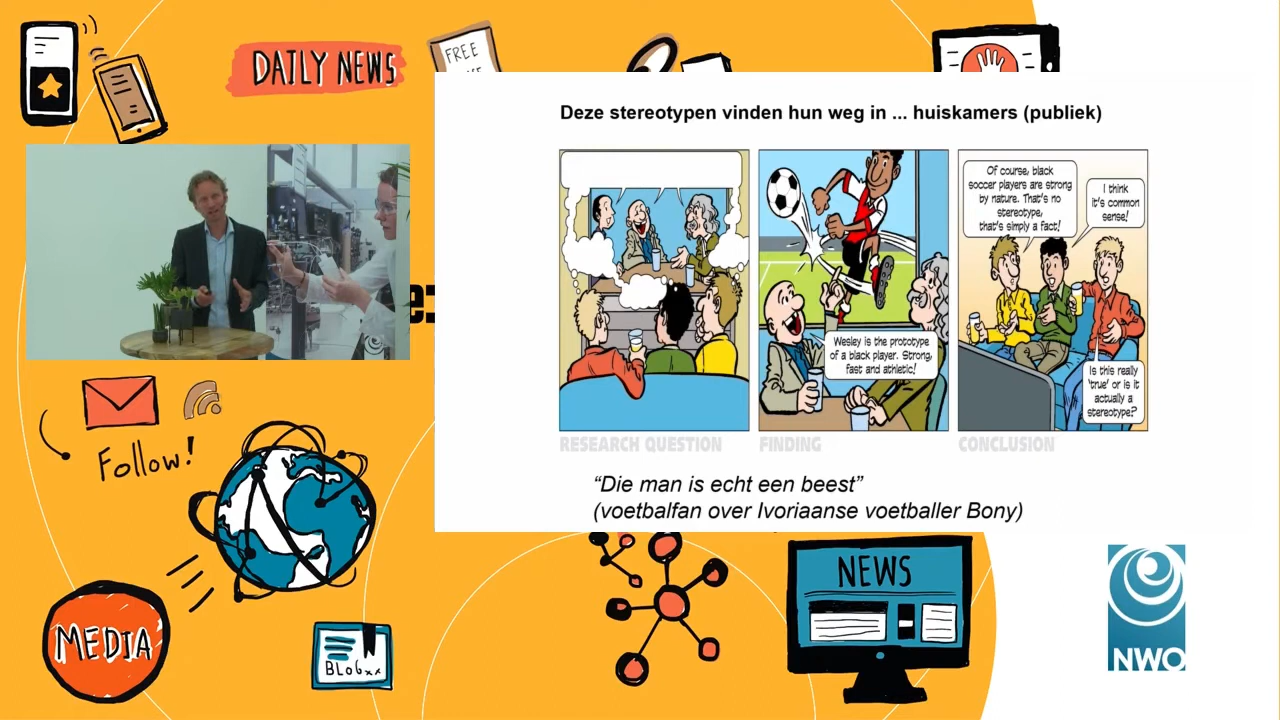 DAILY NEWS
FREE
Deze stereotypen vinden hun weg in ... huiskamers (publiek)
Of course, black
soccer players are strong
by nature. That's no
stereotype,
that's simply a fact!
I think
it's common
sense!
Wesley is the prototype
of a black player. Strong,
fast and athletic!
Is this really
'true' or is it
actually a
stereotype?
RESEARCH QUESTION
FINDING
CONCLUSION
"Die man is echt een beest"
(voetbalfan over Ivoriaanse voetballer Bony)
Follow!
MEDIA
BLOG
NEWS
NWO